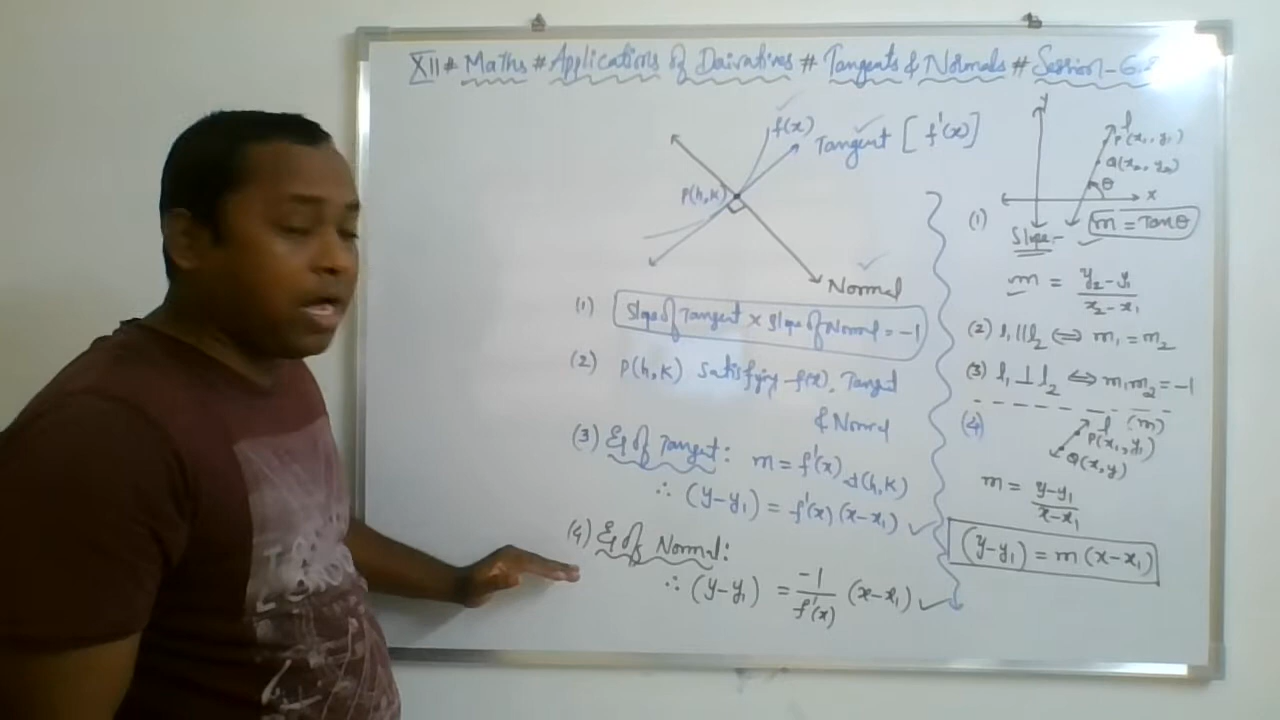 XII # Maths # Applications of Dairatives # Tangents & Normals # Session-6.
f(x)
Tangent [ f'(x) ]
P(h,K)
Normal
(1) Slope of Tangent × Slope of Normal = -1
(2) P(h,K) Satisfying f(x), Tangent
& Normal
(3) Eq of Tangent: m = f'(x) at (h,K)
∴ (y-y₁) = f'(x) (x-x₁)
(4) Eq of Normal:
∴ (y-y₁) = -1/f'(x) (x-x₁)
y
l
P(x₁, y₁)
Q(x₂, y₂)
θ
x
(1) m = Tanθ
Slope:-
m = y₂-y₁/x₂-x₁
(2) l₁ || l₂ ⟺ m₁ = m₂
(3) l₁ ⊥ l₂ ⟺ m₁m₂ = -1
(4) l (m)
P(x₁, y₁)
Q(x, y)
m = y-y₁/x-x₁
(y-y₁) = m (x-x₁)